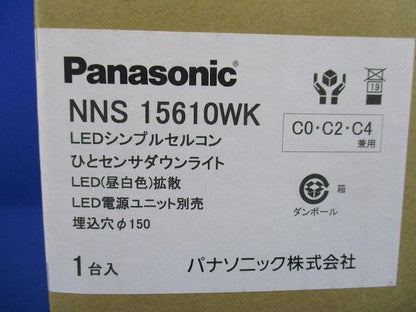 Panasonic®
NNS 15610WK
LEDシンプルセルコン
ひとセンサダウンライト
LED(昼白色)拡散
LED電源ユニット別売
埋込穴φ150
1台入
19
C0・C2・C4
兼用
箱
ダンボール
パナソニック株式会社